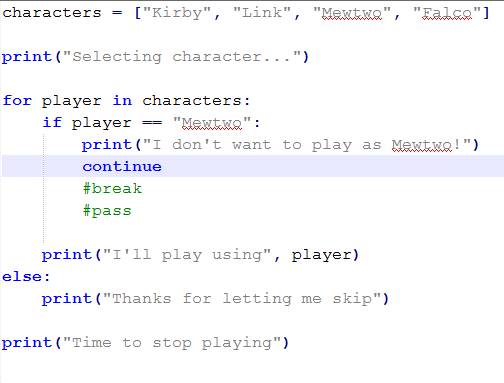 characters = ["Kirby", "Link", "Mewtwo", "Falco"]
print("Selecting character...")
for player in characters:
    if player == "Mewtwo":
        print("I don't want to play as Mewtwo!")
        continue
        #break
        #pass
    print("I'll play using", player)
else:
    print("Thanks for letting me skip")
print("Time to stop playing")